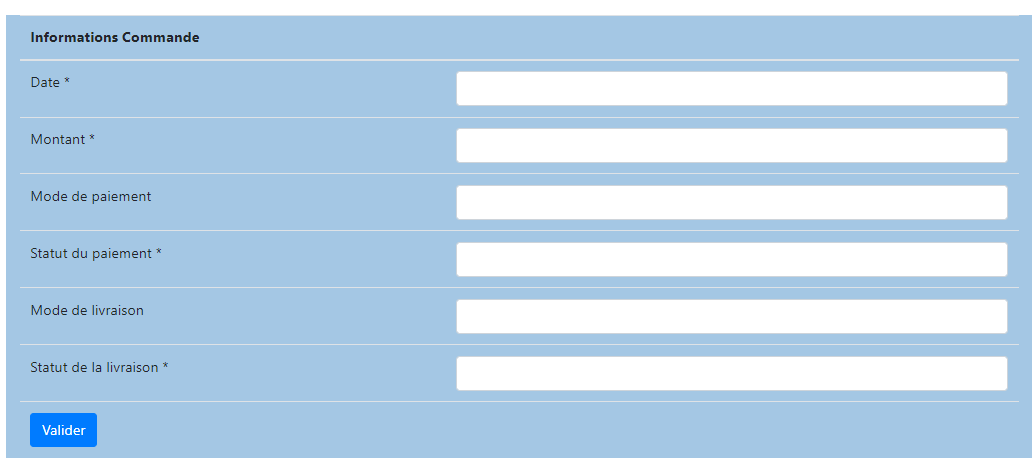 Informations Commande
Date *
Montant *
Mode de paiement
Statut du paiement *
Mode de livraison
Statut de la livraison *
Valider